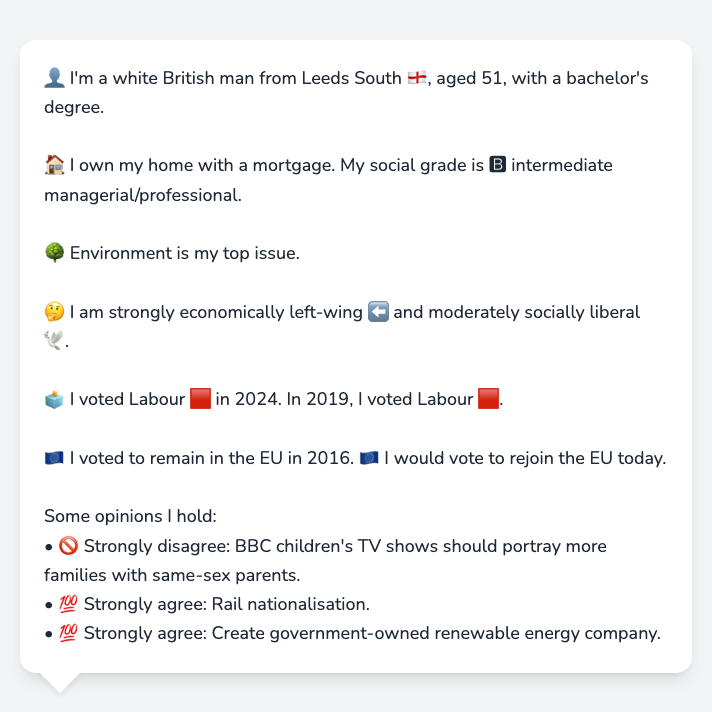 👤 I'm a white British man from Leeds South 🏴󠁧󠁢󠁥󠁮󠁧󠁿, aged 51, with a bachelor's
degree.
🏠 I own my home with a mortgage. My social grade is 🅱 intermediate
managerial/professional.
🌳 Environment is my top issue.
🤔 I am strongly economically left-wing ⬅️ and moderately socially liberal
🕊️.
🗳️ I voted Labour 🟥 in 2024. In 2019, I voted Labour 🟥.
🇪🇺 I voted to remain in the EU in 2016. 🇪🇺 I would vote to rejoin the EU today.
Some opinions I hold:
• 🚫 Strongly disagree: BBC children's TV shows should portray more
families with same-sex parents.
• 💯 Strongly agree: Rail nationalisation.
• 💯 Strongly agree: Create government-owned renewable energy company.